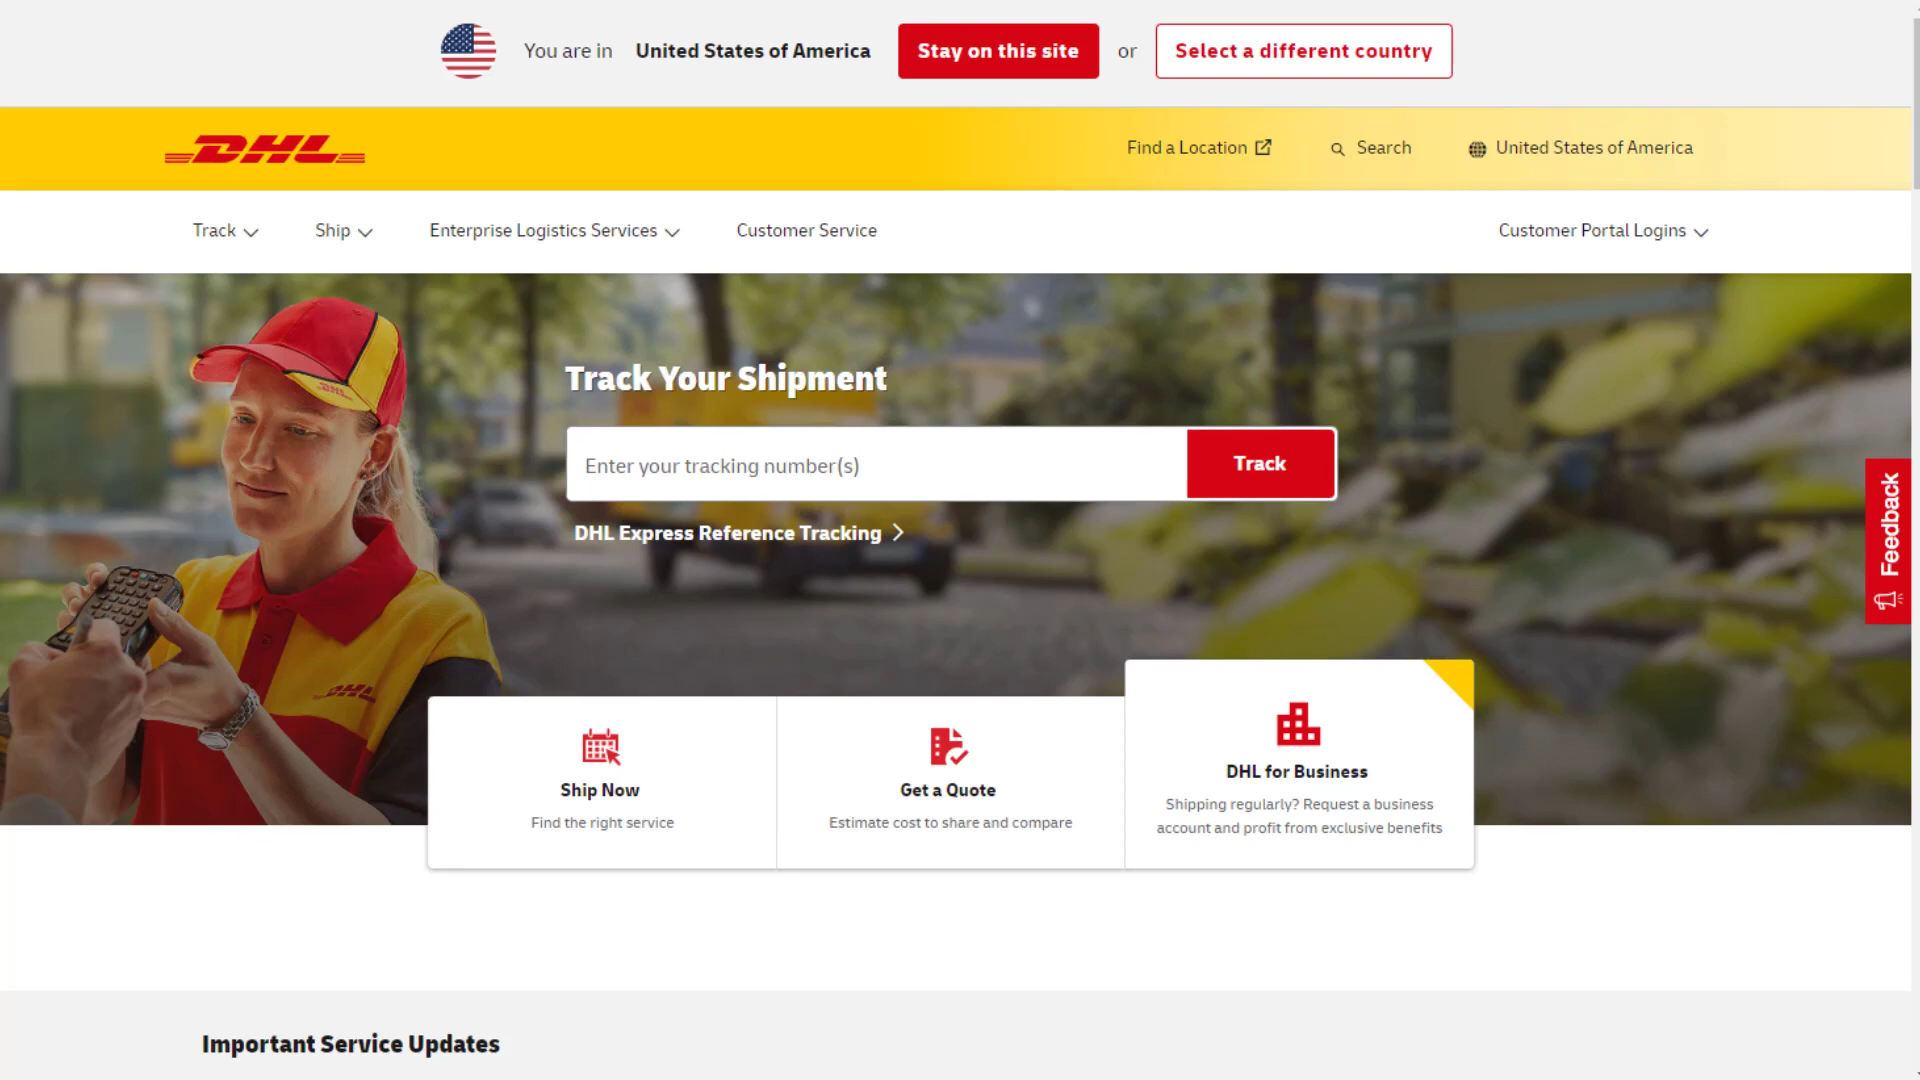 You are in United States of America Stay on this site or Select a different country
DHL Find a Location Search United States of America
Track Ship Enterprise Logistics Services Customer Service Customer Portal Logins
DHL
Track Your Shipment
Enter your tracking number(s) Track
DHL Express Reference Tracking
Feedback
DHL
Ship Now
Find the right service
Get a Quote
Estimate cost to share and compare
DHL for Business
Shipping regularly? Request a business
account and profit from exclusive benefits
Important Service Updates